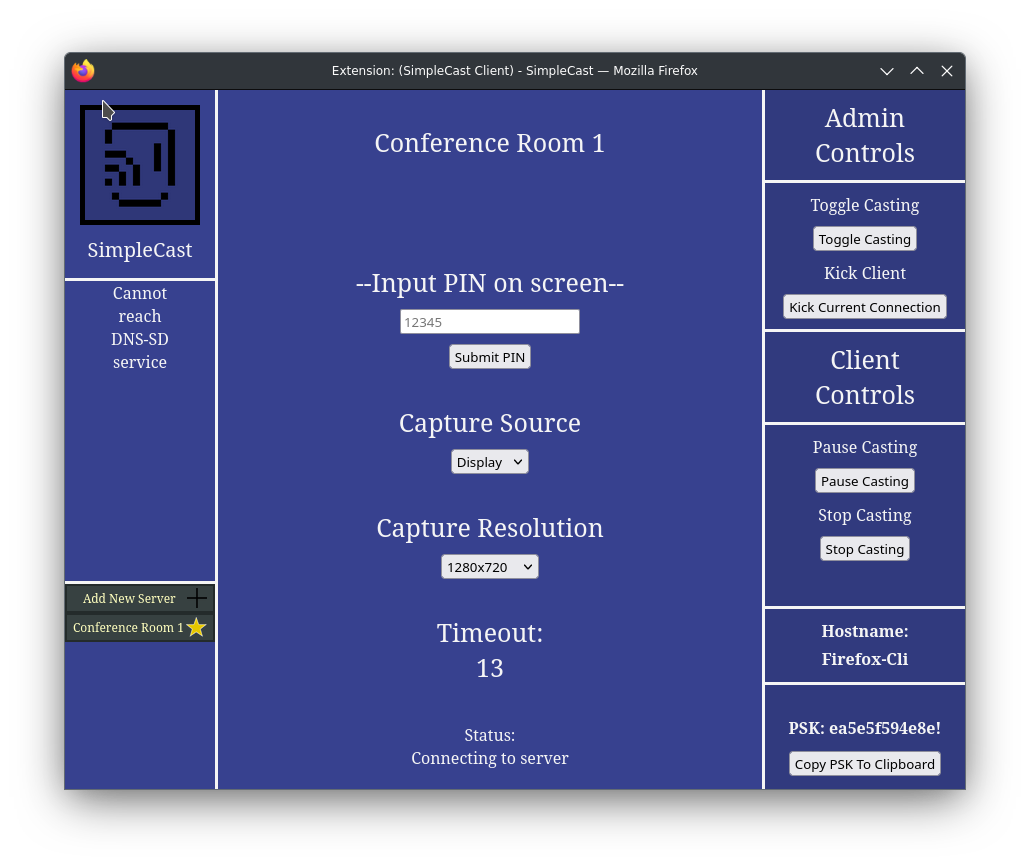 Extension: (SimpleCast Client) - SimpleCast — Mozilla Firefox
SimpleCast
Cannot
reach
DNS-SD
service
Add New Server
Conference Room 1
Conference Room 1
--Input PIN on screen--
12345
Submit PIN
Capture Source
Display
Capture Resolution
1280x720
Timeout:
13
Status:
Connecting to server
Admin
Controls
Toggle Casting
Toggle Casting
Kick Client
Kick Current Connection
Client
Controls
Pause Casting
Pause Casting
Stop Casting
Stop Casting
Hostname:
Firefox-Cli
PSK: ea5e5f594e8e!
Copy PSK To Clipboard